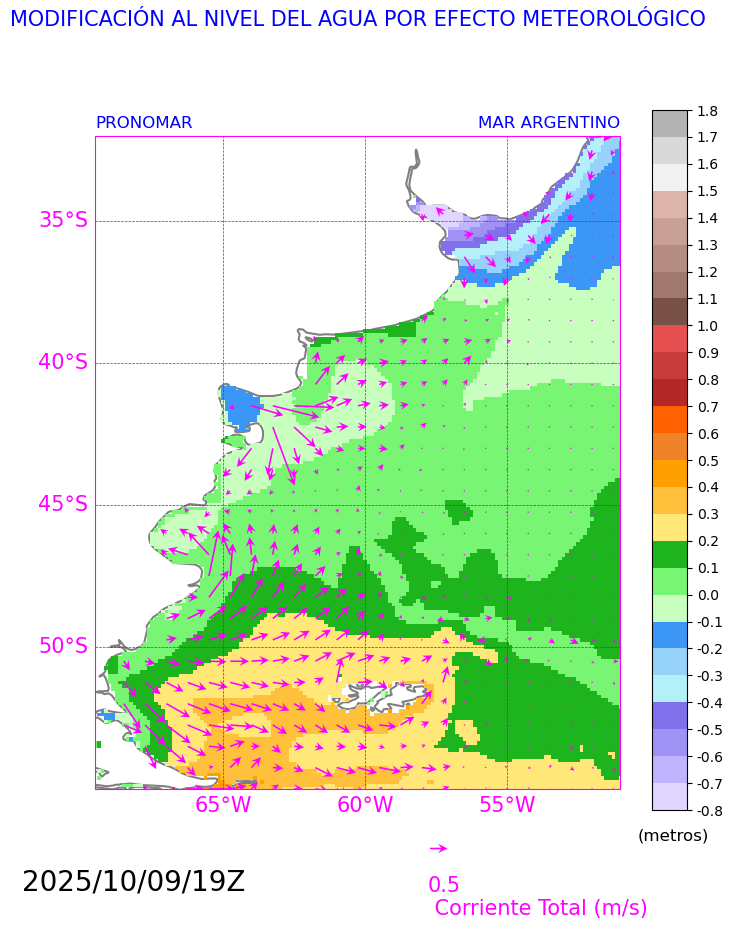 MODIFICACIÓN AL NIVEL DEL AGUA POR EFECTO METEOROLÓGICO
PRONOMAR
MAR ARGENTINO
1.8
1.7
1.6
1.5
1.4
1.3
1.2
1.1
1.0
0.9
0.8
0.7
0.6
0.5
0.4
0.3
0.2
0.1
0.0
-0.1
-0.2
-0.3
-0.4
-0.5
-0.6
-0.7
-0.8
(metros)
35°S
40°S
45°S
50°S
65°W
60°W
55°W
2025/10/09/19Z
0.5
Corriente Total (m/s)